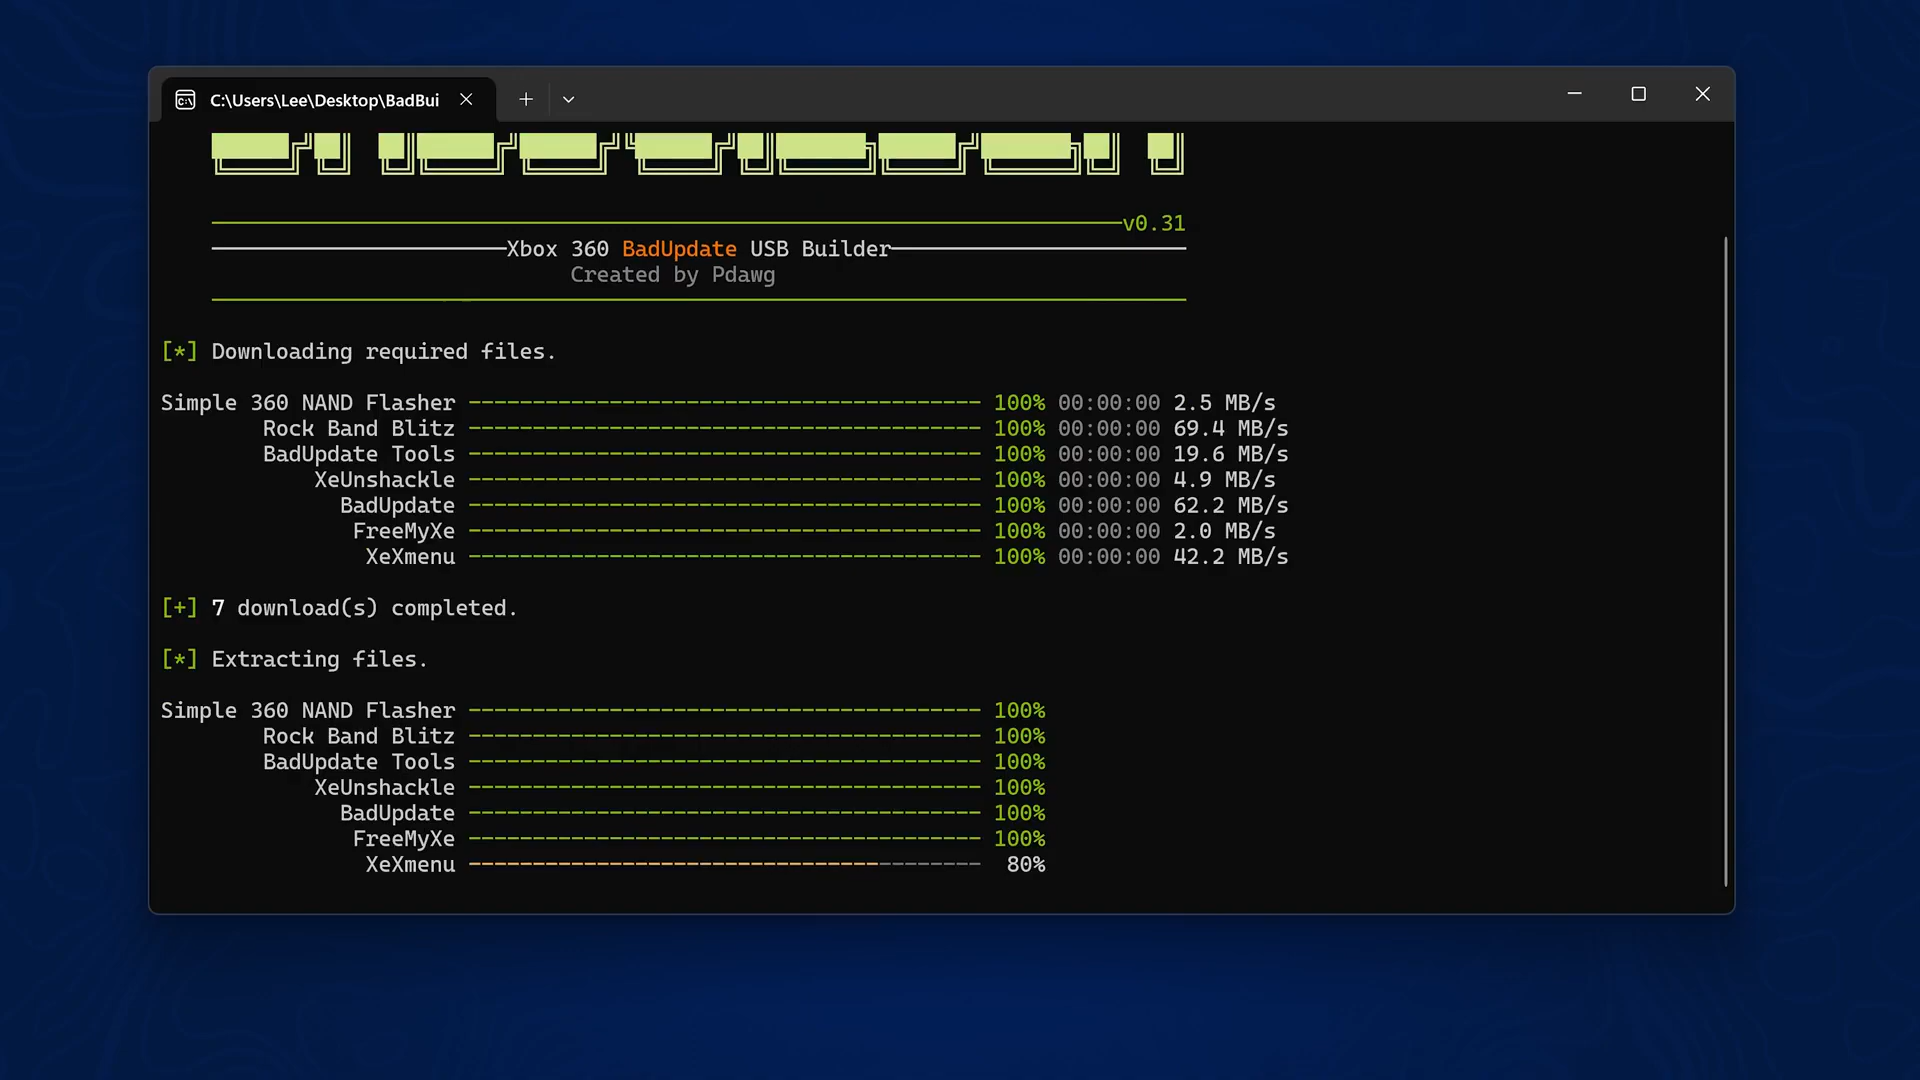 C:\Users\Lee\Desktop\BadBui
v0.31
Xbox 360 BadUpdate USB Builder
Created by Pdawg
[*] Downloading required files.
Simple 360 NAND Flasher 100% 00:00:00 2.5 MB/s
Rock Band Blitz 100% 00:00:00 69.4 MB/s
BadUpdate Tools 100% 00:00:00 19.6 MB/s
XeUnshackle 100% 00:00:00 4.9 MB/s
BadUpdate 100% 00:00:00 62.2 MB/s
FreeMyXe 100% 00:00:00 2.0 MB/s
XeXmenu 100% 00:00:00 42.2 MB/s
[+] 7 download(s) completed.
[*] Extracting files.
Simple 360 NAND Flasher 100%
Rock Band Blitz 100%
BadUpdate Tools 100%
XeUnshackle 100%
BadUpdate 100%
FreeMyXe 100%
XeXmenu 80%